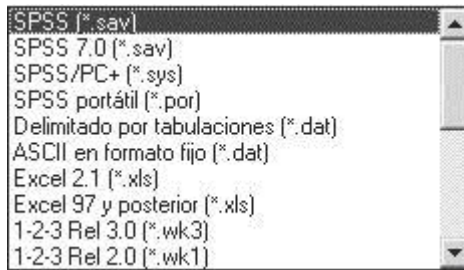 SPSS (*.sav)
SPSS 7.0 (*.sav)
SPSS/PC+ (*.sys)
SPSS portátil (*.por)
Delimitado por tabulaciones (*.dat)
ASCII en formato fijo (*.dat)
Excel 2.1 (*.xls)
Excel 97 y posterior (*.xls)
1-2-3 Rel 3.0 (*.wk3)
1-2-3 Rel 2.0 (*.wk1)